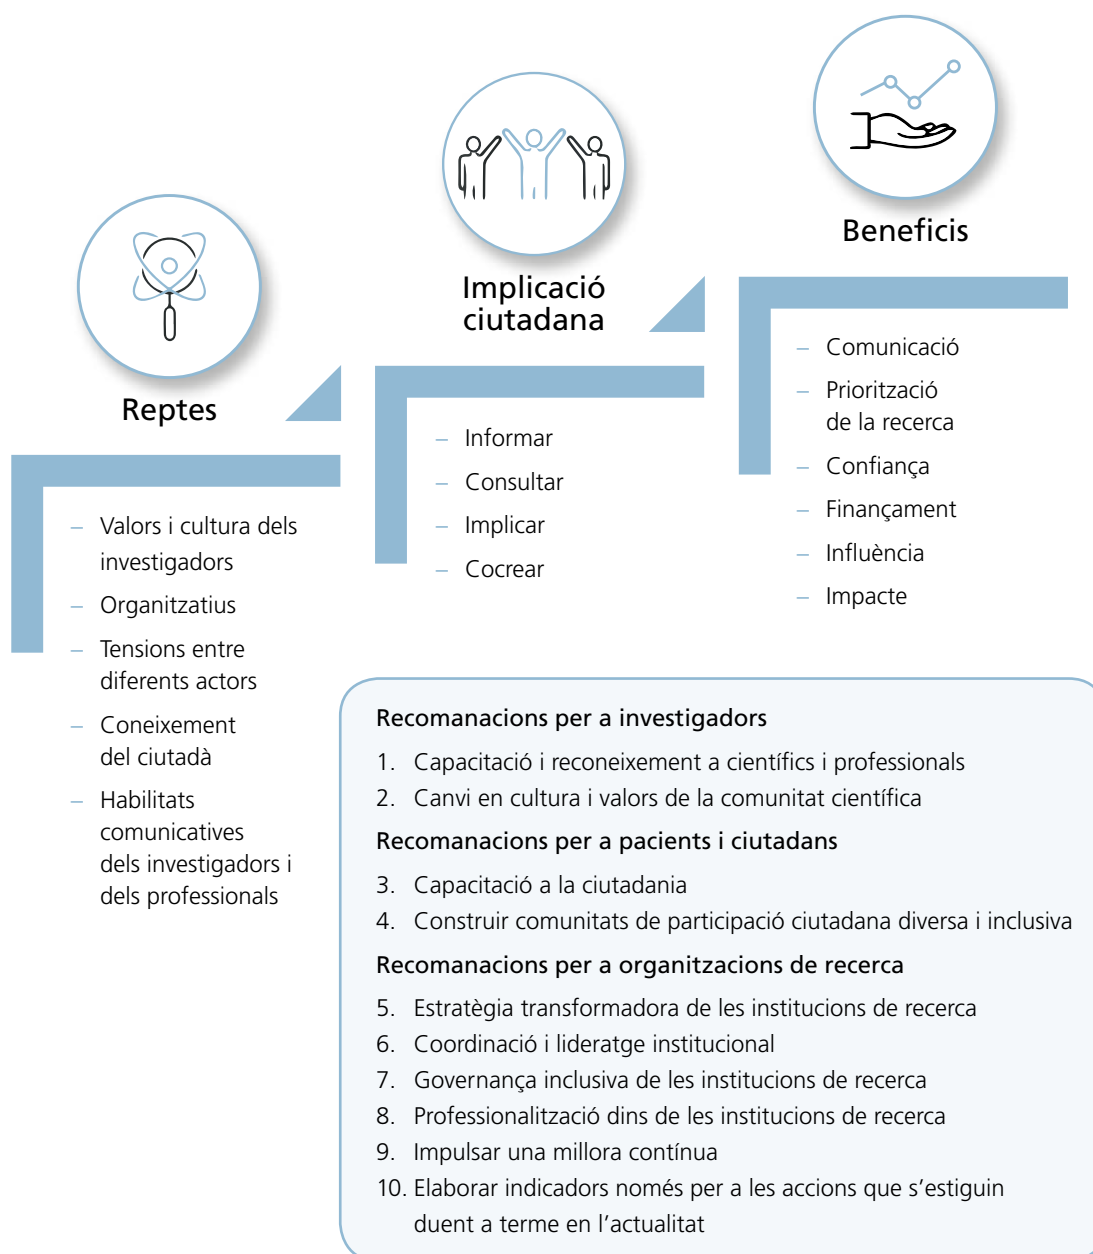 Reptes
– Valors i cultura dels
investigadors
– Organitzatius
– Tensions entre
diferents actors
– Coneixement
del ciutadà
– Habilitats
comunicatives
dels investigadors i
dels professionals
Implicació
ciutadana
– Informar
– Consultar
– Implicar
– Cocrear
Beneficis
– Comunicació
– Priorització
de la recerca
– Confiança
– Finançament
– Influència
– Impacte
Recomanacions per a investigadors
1. Capacitació i reconeixement a científics i professionals
2. Canvi en cultura i valors de la comunitat científica
Recomanacions per a pacients i ciutadans
3. Capacitació a la ciutadania
4. Construir comunitats de participació ciutadana diversa i inclusiva
Recomanacions per a organitzacions de recerca
5. Estratègia transformadora de les institucions de recerca
6. Coordinació i lideratge institucional
7. Governança inclusiva de les institucions de recerca
8. Professionalització dins de les institucions de recerca
9. Impulsar una millora contínua
10. Elaborar indicadors només per a les accions que s’estiguin
duent a terme en l’actualitat